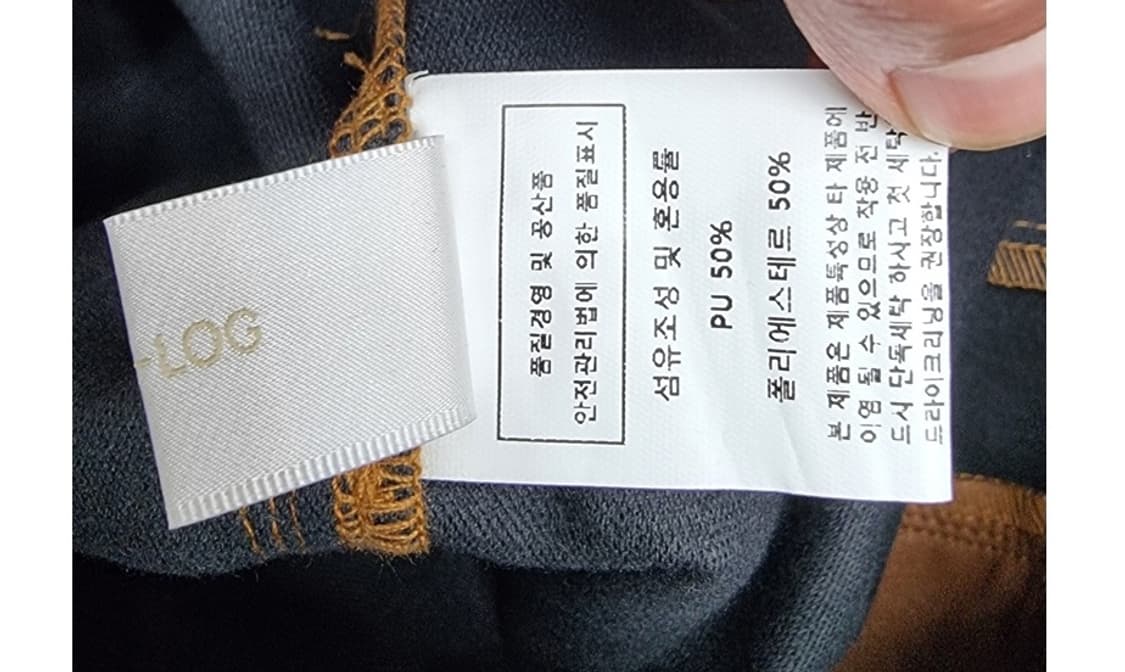 -LOG
품질경영 및 공산품
안전관리법에 의한 품질표시
섬유조성 및 혼용률
PU 50%
폴리에스테르 50%
본 제품은 제품특성상 타 제품에
이염 될 수 있으므로 착용 전 반
드시 단독세탁 하시고 첫 세탁
드라이크리닝을 권장합니다.